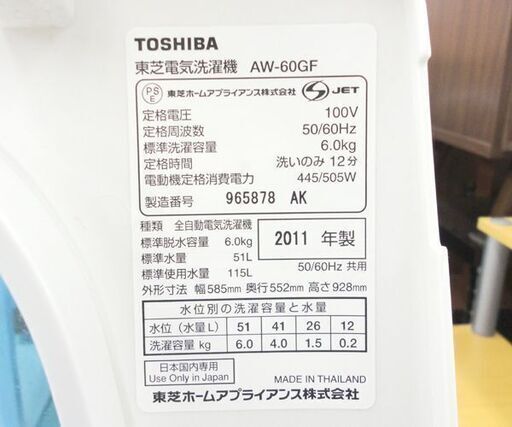 TOSHIBA
東芝電気洗濯機 AW-60GF
PS E 東芝ホームアプライアンス株式会社 S JET
定格電圧 100V
定格周波数 50/60Hz
標準洗濯容量 6.0kg
定格時間 洗いのみ 12分
電動機定格消費電力 445/505W
製造番号 965878 AK
種類 全自動電気洗濯機
標準脱水容量 6.0kg
標準水量 51L
標準使用水量 115L
2011 年製
50/60Hz 共用
外形寸法 幅585mm 奥行552mm 高さ928mm
水位別の洗濯容量と水量
水位(水量L) 51 41 26 12
洗濯容量 kg 6.0 4.0 1.5 0.2
日本国内専用
Use Only in Japan
MADE IN THAILAND
東芝ホームアプライアンス株式会社